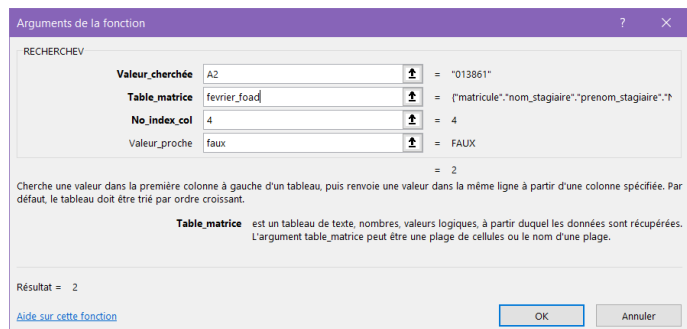 Arguments de la fonction ? ×
RECHERCHEV
Valeur_cherchée A2 = "013861"
Table_matrice fevrier_foad = {"matricule"."nom_stagiaire"."prenom_stagiaire"."N
No_index_col 4 = 4
Valeur_proche faux = FAUX
= 2
Cherche une valeur dans la première colonne à gauche d'un tableau, puis renvoie une valeur dans la même ligne à partir d'une colonne spécifiée. Par
défaut, le tableau doit être trié par ordre croissant.
Table_matrice est un tableau de texte, nombres, valeurs logiques, à partir duquel les données sont récupérées.
L'argument table_matrice peut être une plage de cellules ou le nom d'une plage.
Résultat = 2
Aide sur cette fonction OK Annuler